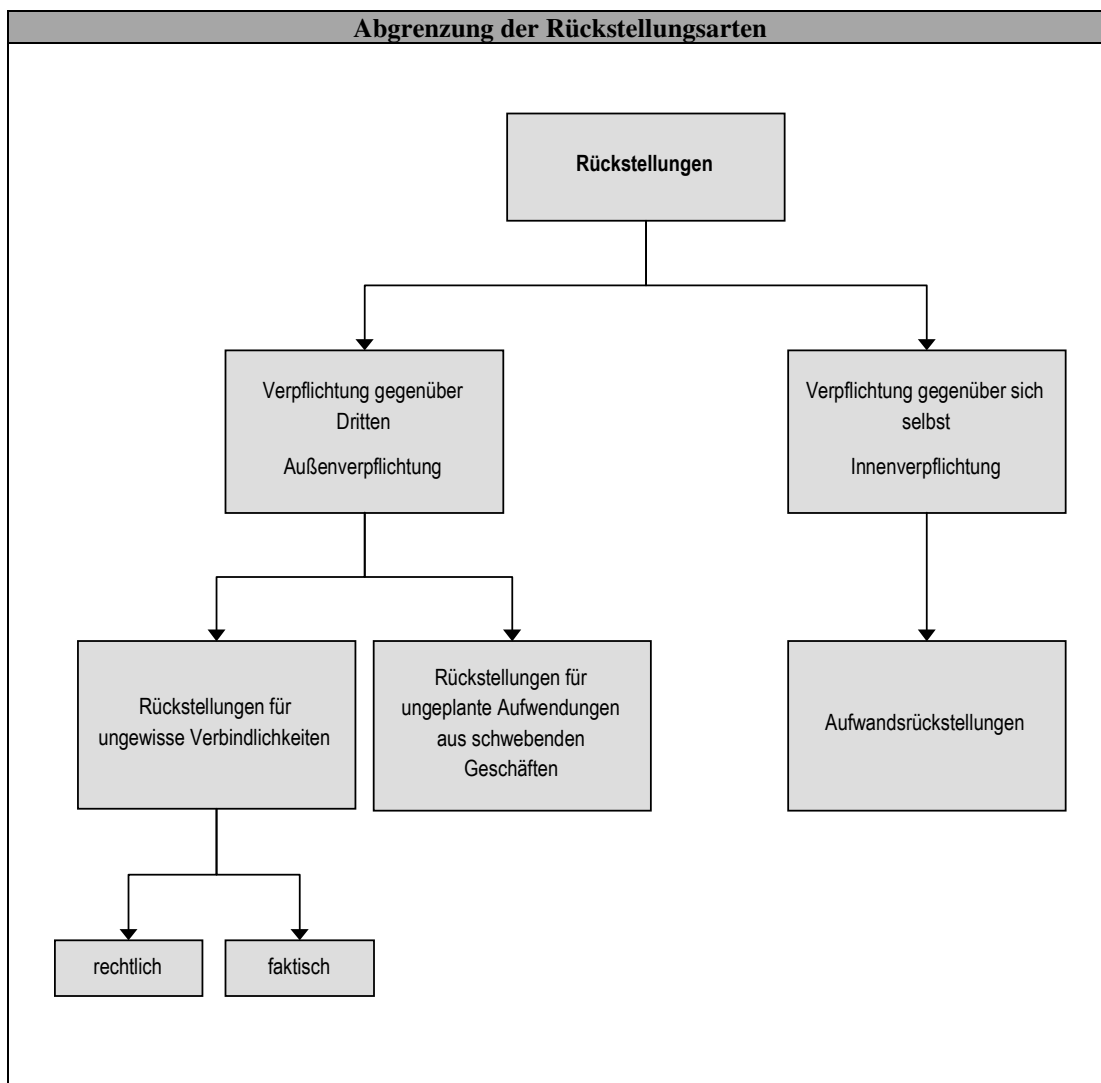 Abgrenzung der Rückstellungsarten
Rückstellungen
Verpflichtung gegenüber
Dritten
Außenverpflichtung
Verpflichtung gegenüber sich
selbst
Innenverpflichtung
Rückstellungen für
ungewisse Verbindlichkeiten
Rückstellungen für
ungeplante Aufwendungen
aus schwebenden
Geschäften
Aufwandsrückstellungen
rechtlich
faktisch